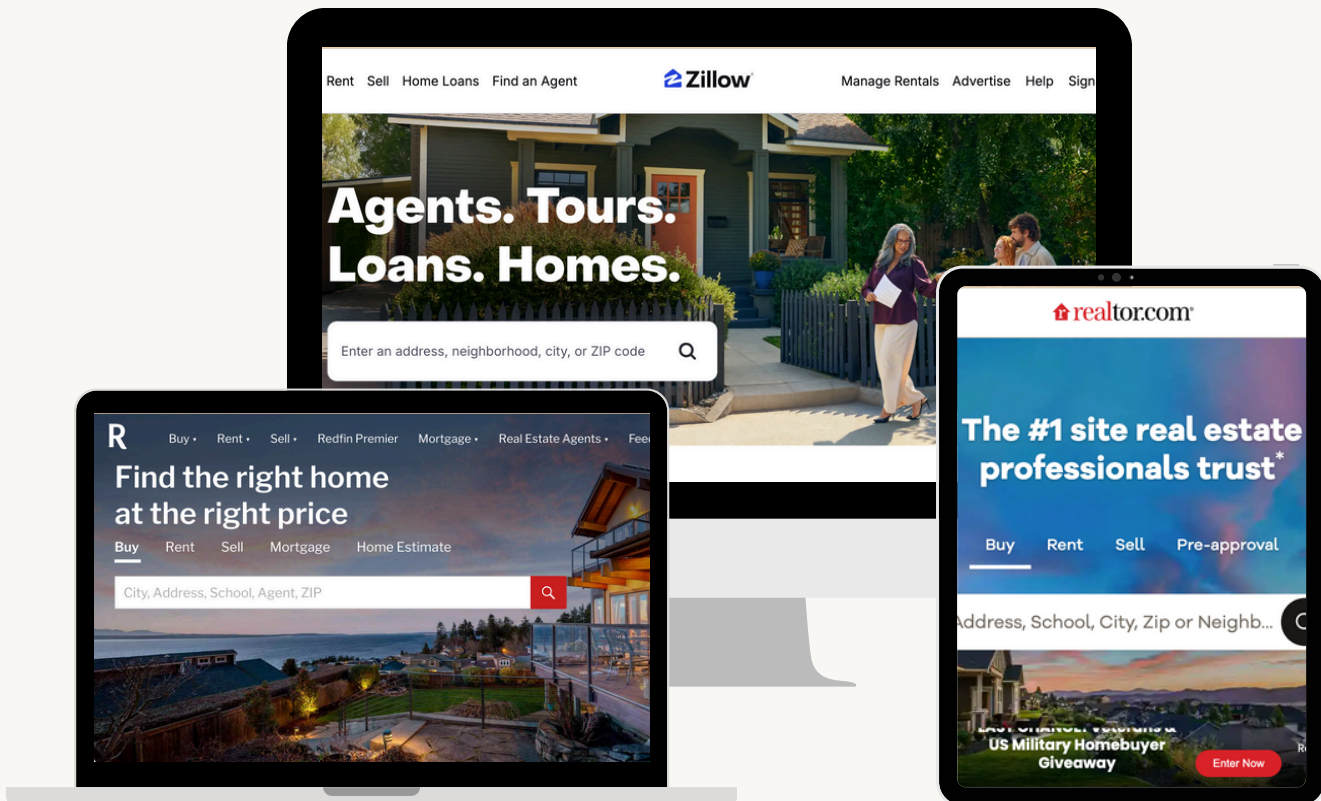 Rent Sell Home Loans Find an Agent Zillow Manage Rentals Advertise Help Sign
Agents. Tours.
Loans. Homes.
Enter an address, neighborhood, city, or ZIP code
R Buy Rent Sell Redfin Premier Mortgage Real Estate Agents
Find the right home
at the right price
Buy Rent Sell Mortgage Home Estimate
City, Address, School, Agent, ZIP
realtor.com®
The #1 site real estate
professionals trust*
Buy Rent Sell Pre-approval
Address, School, City, Zip or Neighb...
LAST CHANCE: Veterans &
US Military Homebuyer
Giveaway
Enter Now